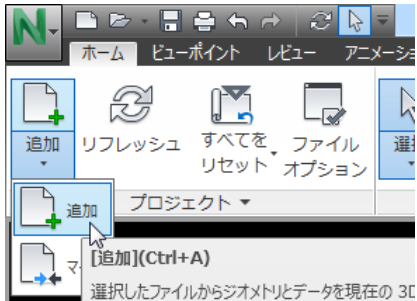 N
ホーム ビューポイント レビュー アニメーショ
追加 リフレッシュ すべてを ファイル 選
リセット オプション
追加 プロジェクト
マ
[追加](Ctrl+A)
選択したファイルからジオメトリとデータを現在の 3D